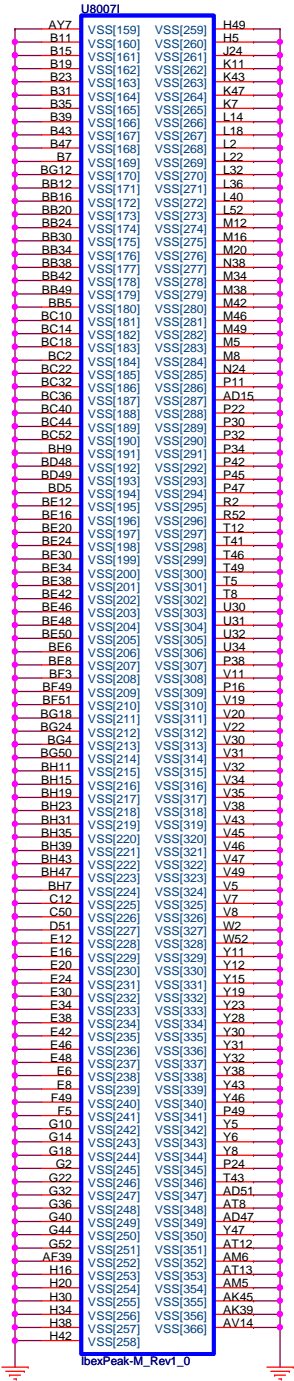 U8007I
AY7 VSS[159] VSS[259] H49
B11 VSS[160] VSS[260] H5
B15 VSS[161] VSS[261] J24
B19 VSS[162] VSS[262] K11
B23 VSS[163] VSS[263] K43
B31 VSS[164] VSS[264] K47
B35 VSS[165] VSS[265] K7
B39 VSS[166] VSS[266] L14
B43 VSS[167] VSS[267] L18
B47 VSS[168] VSS[268] L2
B7 VSS[169] VSS[269] L22
BG12 VSS[170] VSS[270] L32
BB12 VSS[171] VSS[271] L36
BB16 VSS[172] VSS[272] L40
BB20 VSS[173] VSS[273] L52
BB24 VSS[174] VSS[274] M12
BB30 VSS[175] VSS[275] M16
BB34 VSS[176] VSS[276] M20
BB38 VSS[177] VSS[277] N38
BB42 VSS[178] VSS[278] M34
BB49 VSS[179] VSS[279] M38
BB5 VSS[180] VSS[280] M42
BC10 VSS[181] VSS[281] M46
BC14 VSS[182] VSS[282] M49
BC18 VSS[183] VSS[283] M5
BC2 VSS[184] VSS[284] M8
BC22 VSS[185] VSS[285] N24
BC32 VSS[186] VSS[286] P11
BC36 VSS[187] VSS[287] AD15
BC40 VSS[188] VSS[288] P22
BC44 VSS[189] VSS[289] P30
BC52 VSS[190] VSS[290] P32
BH9 VSS[191] VSS[291] P34
BD48 VSS[192] VSS[292] P42
BD49 VSS[193] VSS[293] P45
BD5 VSS[194] VSS[294] P47
BE12 VSS[195] VSS[295] R2
BE16 VSS[196] VSS[296] R52
BE20 VSS[197] VSS[297] T12
BE24 VSS[198] VSS[298] T41
BE30 VSS[199] VSS[299] T46
BE34 VSS[200] VSS[300] T49
BE38 VSS[201] VSS[301] T5
BE42 VSS[202] VSS[302] T8
BE46 VSS[203] VSS[303] U30
BE48 VSS[204] VSS[304] U31
BE50 VSS[205] VSS[305] U32
BE6 VSS[206] VSS[306] U34
BE8 VSS[207] VSS[307] P38
BF3 VSS[208] VSS[308] V11
BF49 VSS[209] VSS[309] P16
BF51 VSS[210] VSS[310] V19
BG18 VSS[211] VSS[311] V20
BG24 VSS[212] VSS[312] V22
BG4 VSS[213] VSS[313] V30
BG50 VSS[214] VSS[314] V31
BH11 VSS[215] VSS[315] V32
BH15 VSS[216] VSS[316] V34
BH19 VSS[217] VSS[317] V35
BH23 VSS[218] VSS[318] V38
BH31 VSS[219] VSS[319] V43
BH35 VSS[220] VSS[320] V45
BH39 VSS[221] VSS[321] V46
BH43 VSS[222] VSS[322] V47
BH47 VSS[223] VSS[323] V49
BH7 VSS[224] VSS[324] V5
C12 VSS[225] VSS[325] V7
C50 VSS[226] VSS[326] V8
D51 VSS[227] VSS[327] W2
E12 VSS[228] VSS[328] W52
E16 VSS[229] VSS[329] Y11
E20 VSS[230] VSS[330] Y12
E24 VSS[231] VSS[331] Y15
E30 VSS[232] VSS[332] Y19
E34 VSS[233] VSS[333] Y23
E38 VSS[234] VSS[334] Y28
E42 VSS[235] VSS[335] Y30
E46 VSS[236] VSS[336] Y31
E48 VSS[237] VSS[337] Y32
E6 VSS[238] VSS[338] Y38
E8 VSS[239] VSS[339] Y43
F49 VSS[240] VSS[340] Y46
F5 VSS[241] VSS[341] P49
G10 VSS[242] VSS[342] Y5
G14 VSS[243] VSS[343] Y6
G18 VSS[244] VSS[344] Y8
G2 VSS[245] VSS[345] P24
G22 VSS[246] VSS[346] T43
G32 VSS[247] VSS[347] AD51
G36 VSS[248] VSS[348] AT8
G40 VSS[249] VSS[349] AD47
G44 VSS[250] VSS[350] Y47
G52 VSS[251] VSS[351] AT12
AF39 VSS[252] VSS[352] AM6
H16 VSS[253] VSS[353] AT13
H20 VSS[254] VSS[354] AM5
H30 VSS[255] VSS[355] AK45
H34 VSS[256] VSS[356] AK39
H38 VSS[257] VSS[366] AV14
H42 VSS[258]
IbexPeak-M_Rev1_0